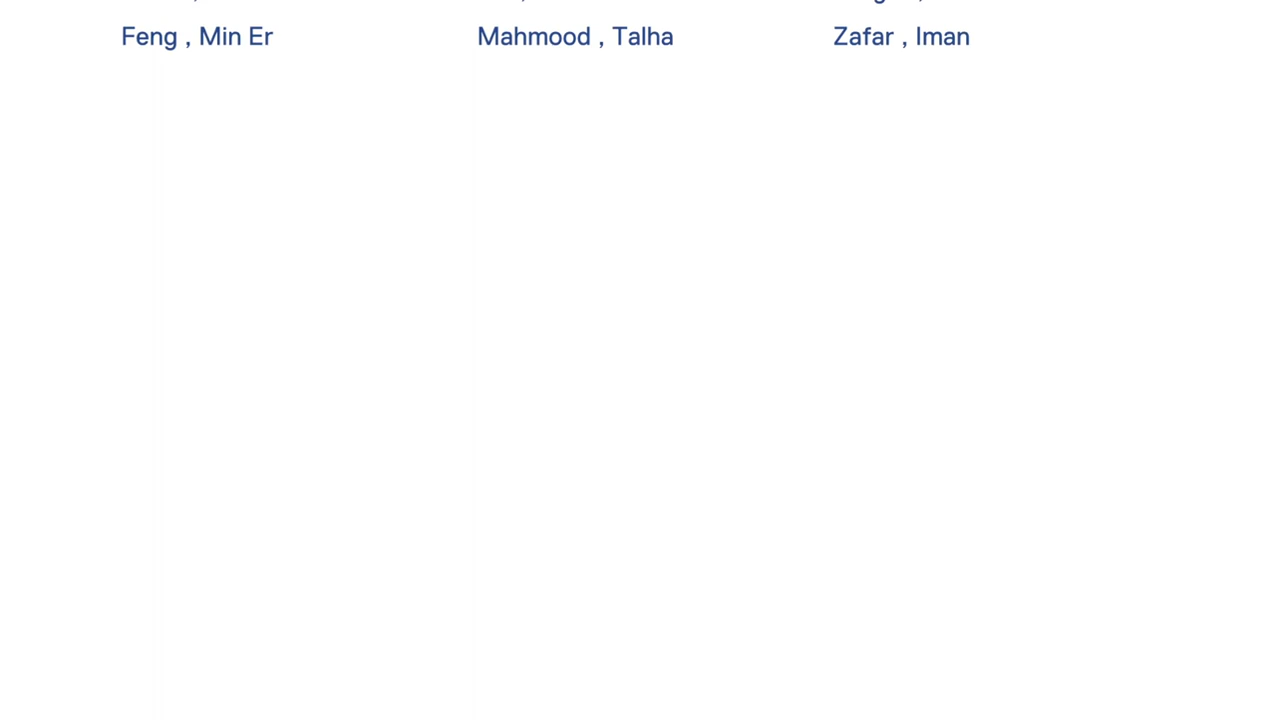 Feng , Min Er
Mahmood , Talha
Zafar , Iman